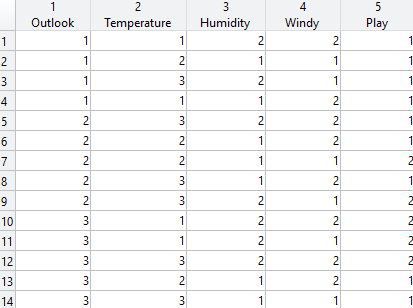 1 2 3 4 5
Outlook Temperature Humidity Windy Play
1 1 1 2 2 1
2 1 2 1 1 1
3 1 3 2 1 1
4 1 1 1 2 1
5 2 3 2 2 1
6 2 2 1 2 1
7 2 2 1 1 2
8 2 3 1 2 1
9 2 3 2 1 2
10 3 1 2 2 2
11 3 1 2 1 2
12 3 3 2 2 2
13 3 2 1 2 1
14 3 3 1 1 1